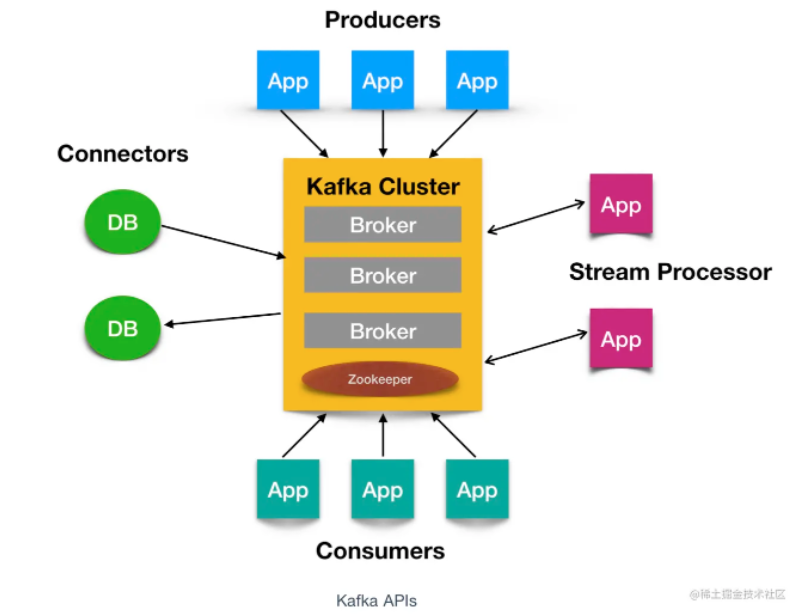 Producers
App
App
App
Connectors
Kafka Cluster
DB
Broker
App
Broker
Stream Processor
DB
Broker
App
Zookeeper
App
App
App
Consumers
Kafka APIs
@稀土掘金技术社区